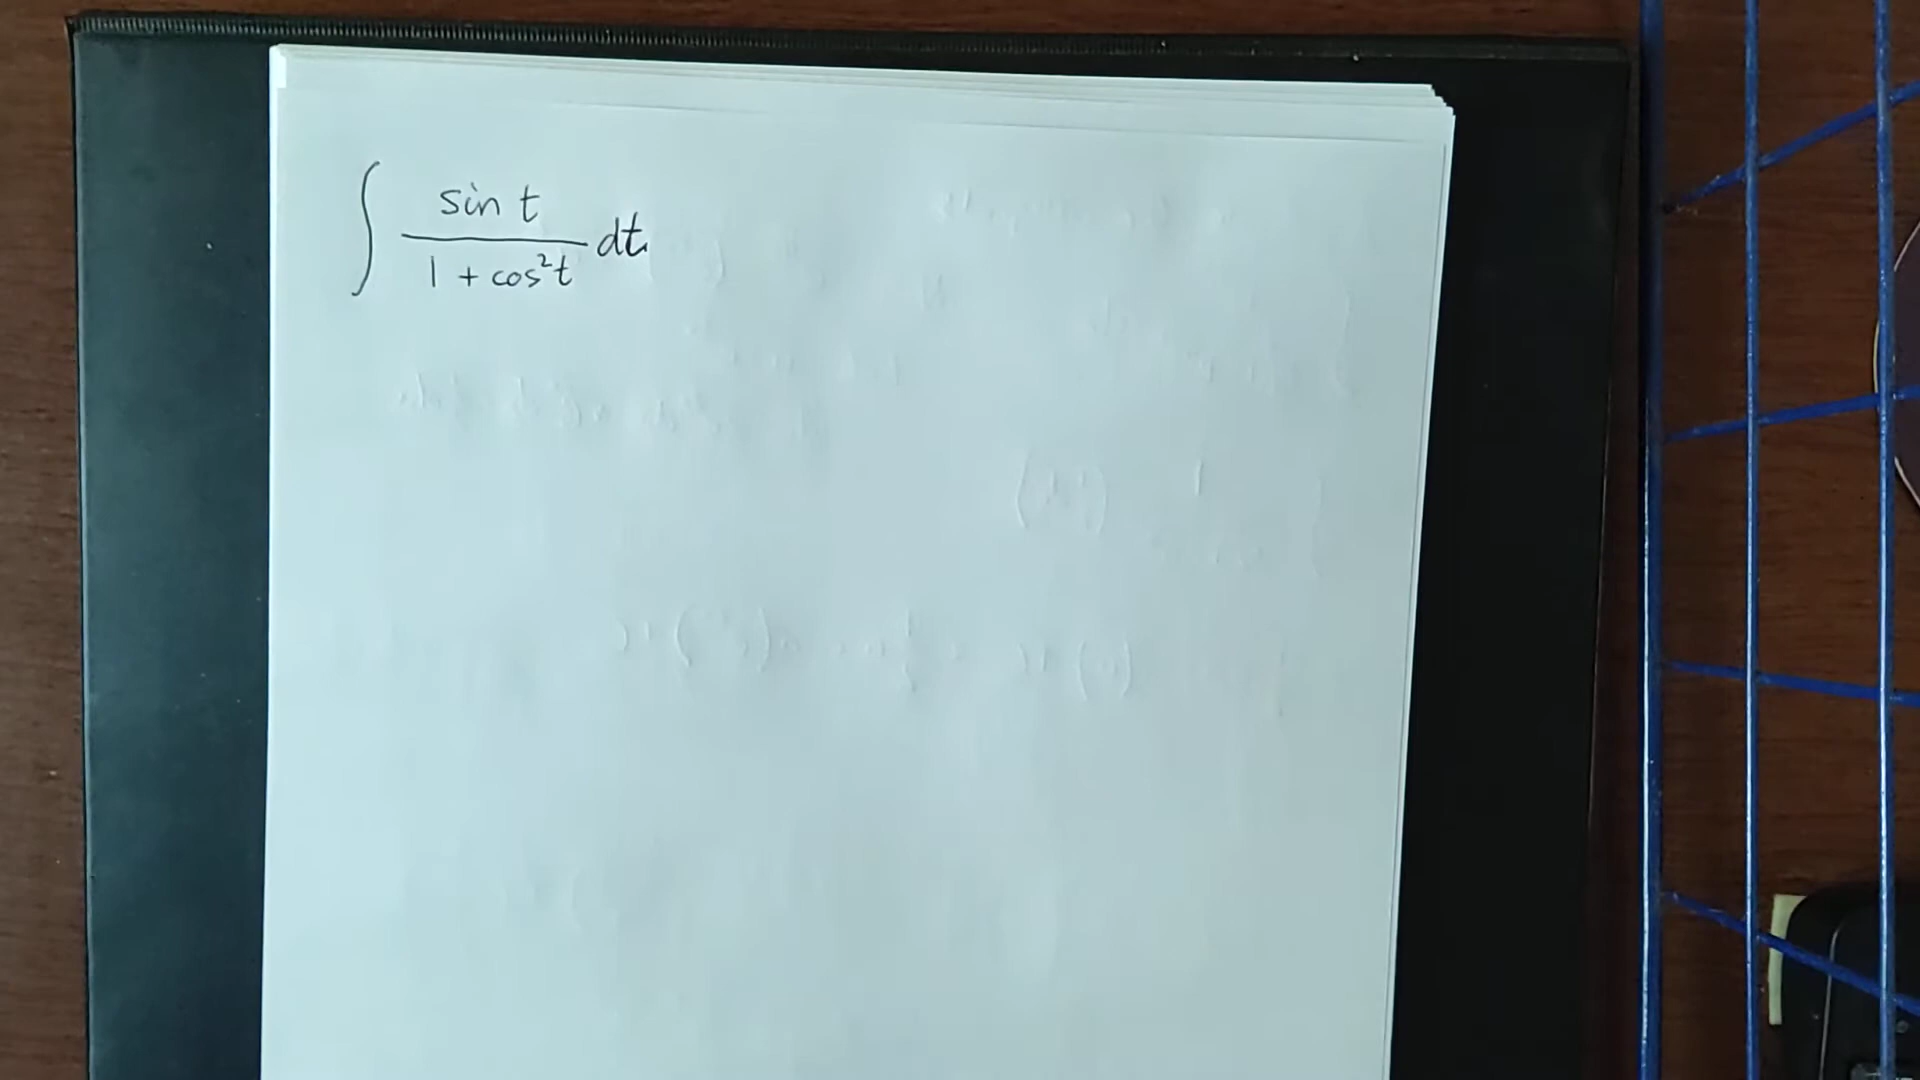 ∫ sin t / (1 + cos²t) dt